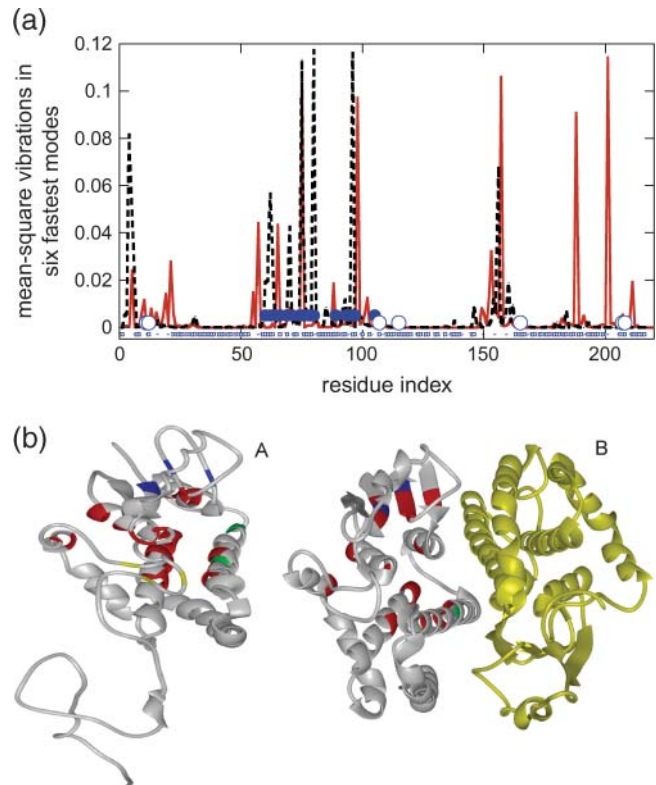 (a)
mean-square vibrations in
six fastest modes
0.12
0.1
0.08
0.06
0.04
0.02
0
0 50 100 150 200
residue index
(b)
A
B